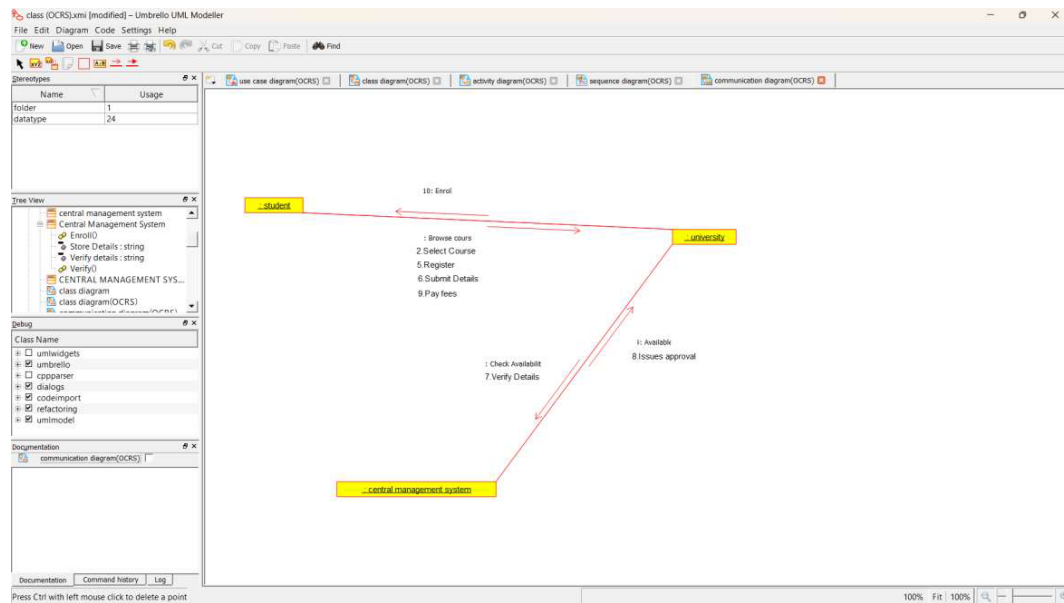 class (OCRS).xmi [modified] – Umbrello UML Modeller
File Edit Diagram Code Settings Help
New Open Save Cut Copy Paste Find
Stereotypes
Name Usage
folder 1
datatype 24
Tree View
central management system
Central Management System
Enroll()
Store Details : string
Verify details : string
Verify()
CENTRAL MANAGEMENT SYS...
class diagram
class diagram(OCRS)
communication diagram(OCRS)
Debug
Class Name
umlwidgets
umbrello
cppparser
dialogs
codeimport
refactoring
umlmodel
Documentation
communication diagram(OCRS)
Documentation Command history Log
Press Ctrl with left mouse click to delete a point
use case diagram(OCRS) class diagram(OCRS) activity diagram(OCRS) sequence diagram(OCRS) communication diagram(OCRS)
10: Enrol
: student
: university
: Browse cours
2.Select Course
5.Register
6.Submit Details
9.Pay fees
: Availabl
8.Issues approval
: Check Availabilit
7.Verify Details
: central management system
100% Fit 100%